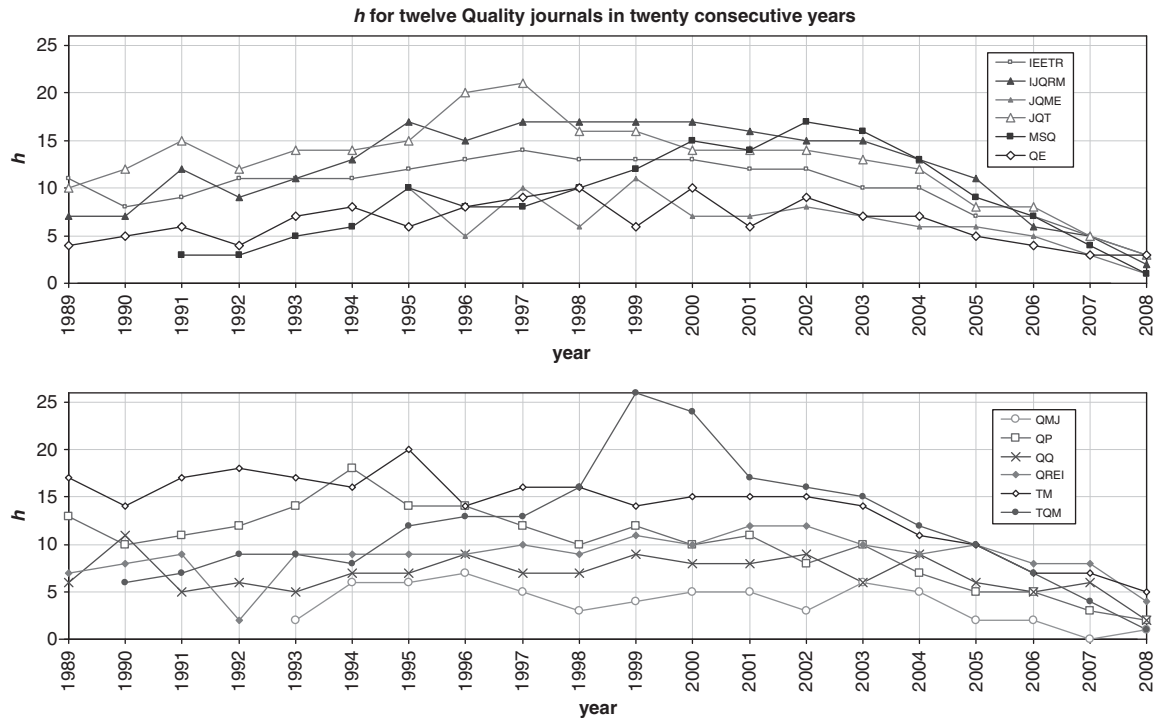 h for twelve Quality journals in twenty consecutive years
25
20
15
10
5
0
h
IEETR
IJQRM
JQME
JQT
MSQ
QE
1989 1990 1991 1992 1993 1994 1995 1996 1997 1998 1999 2000 2001 2002 2003 2004 2005 2006 2007 2008
year
25
20
15
10
5
0
h
QMJ
QP
QQ
QREI
TM
TQM
1989 1990 1991 1992 1993 1994 1995 1996 1997 1998 1999 2000 2001 2002 2003 2004 2005 2006 2007 2008
year